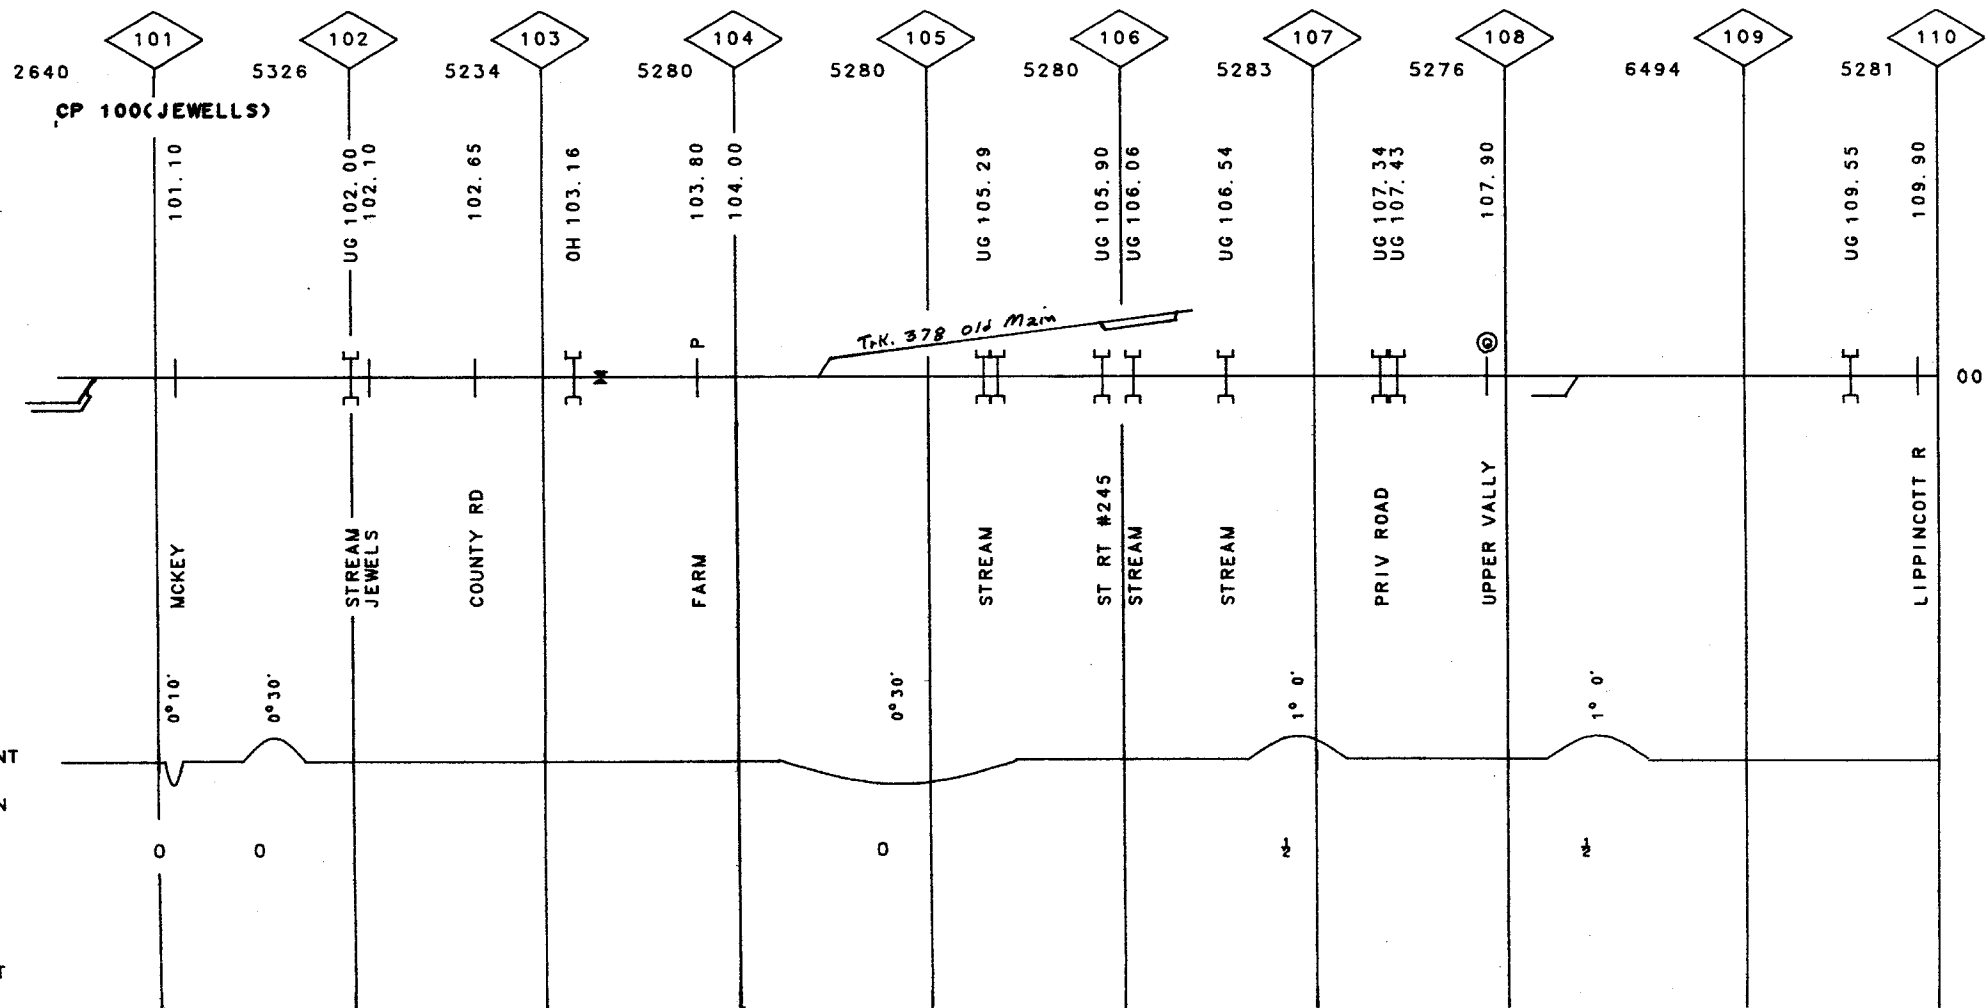 101 102 103 104 105 106 107 108 109 110
2640 5326 5234 5280 5280 5280 5283 5276 6494 5281
CP 100(JEWELLS)
101.10
UG 102.00
102.10
102.65
OH 103.16
103.80
104.00
UG 105.29
UG 105.90
UG 106.06
UG 106.54
UG 107.34
UG 107.43
107.90
UG 109.55
109.90
Trk. 378 Old Main
P
00
MCKEY
STREAM
JEWELS
COUNTY RD
FARM
STREAM
ST RT #245
STREAM
STREAM
PRIV ROAD
UPPER VALLY
LIPPINCOTT R
0°10'
0°30'
0°30'
1° 0'
1° 0'
NT
N
0 0 0 ½ ½
T